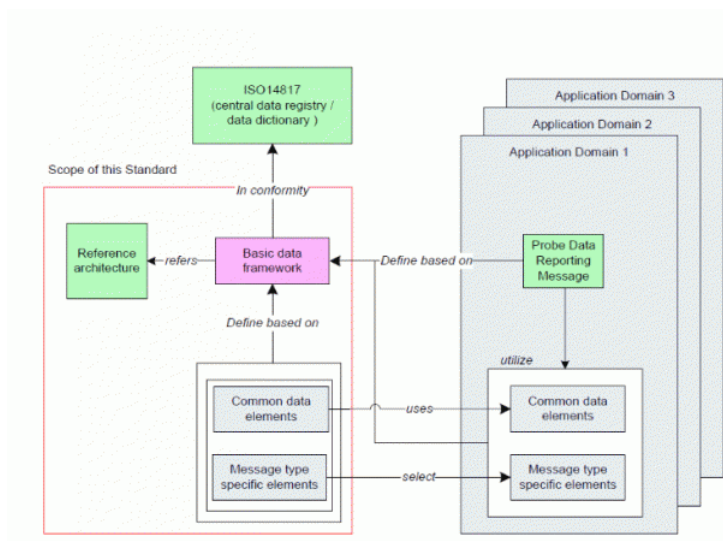 ISO14817
(central data registry /
data dictionary )
Application Domain 3
Application Domain 2
Application Domain 1
Scope of this Standard
In conformity
Reference
architecture
refers
Basic data
framework
Define based on
Probe Data
Reporting
Message
Define based on
utilize
Common data
elements
uses
Common data
elements
Message type
specific elements
select
Message type
specific elements